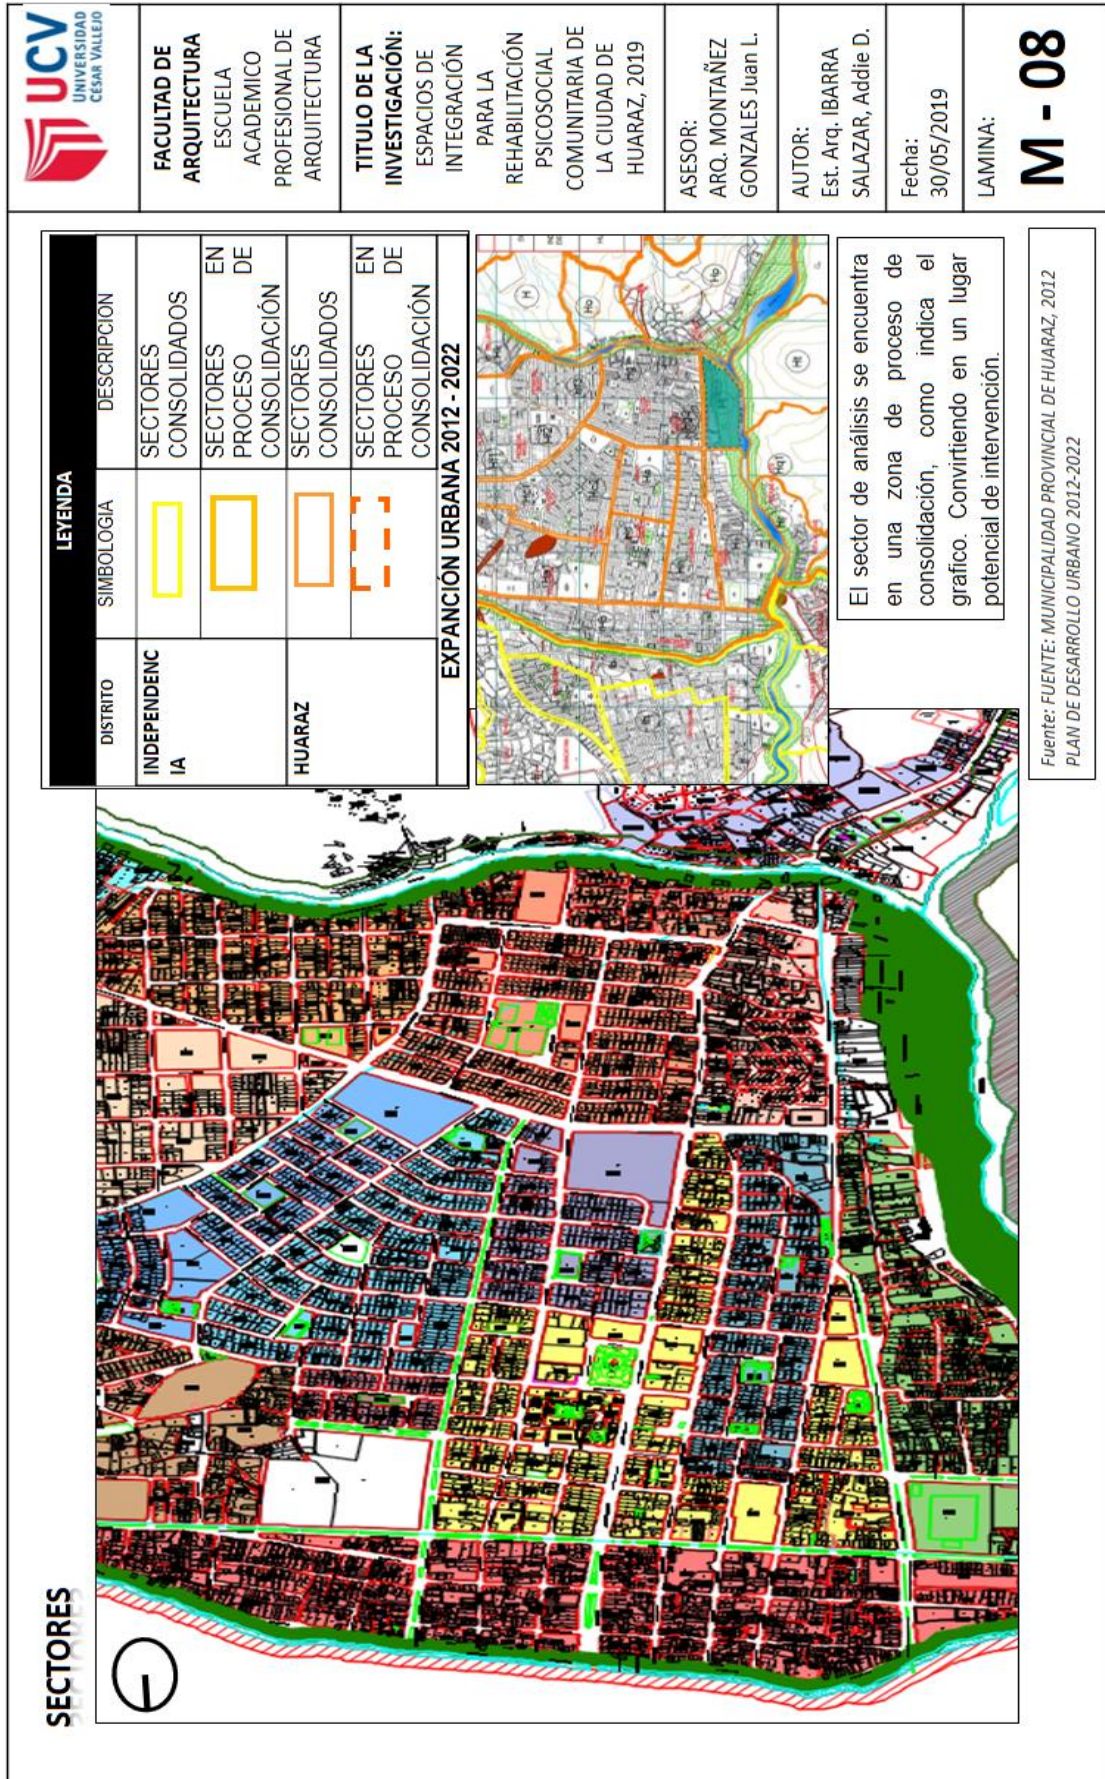 SECTORES
LEYENDA
DISTRITO
SIMBOLOGIA
DESCRIPCION
INDEPENDENC
IA
SECTORES
CONSOLIDADOS
SECTORES EN
PROCESO DE
CONSOLIDACIÓN
HUARAZ
SECTORES
CONSOLIDADOS
SECTORES EN
PROCESO DE
CONSOLIDACIÓN
EXPANCIÓN URBANA 2012 - 2022
El sector de análisis se encuentra
en una zona de proceso de
consolidación, como indica el
grafico. Convirtiendo en un lugar
potencial de intervención.
Fuente: FUENTE: MUNICIPALIDAD PROVINCIAL DE HUARAZ, 2012
PLAN DE DESARROLLO URBANO 2012-2022
UCV
UNIVERSIDAD
CÉSAR VALLEJO
FACULTAD DE
ARQUITECTURA
ESCUELA
ACADEMICO
PROFESIONAL DE
ARQUITECTURA
TITULO DE LA
INVESTIGACIÓN:
ESPACIOS DE
INTEGRACIÓN
PARA LA
REHABILITACIÓN
PSICOSOCIAL
COMUNITARIA DE
LA CIUDAD DE
HUARAZ, 2019
ASESOR:
ARQ. MONTAÑEZ
GONZALES Juan L.
AUTOR:
Est. Arq. IBARRA
SALAZAR, Addie D.
Fecha:
30/05/2019
LAMINA:
M - 08